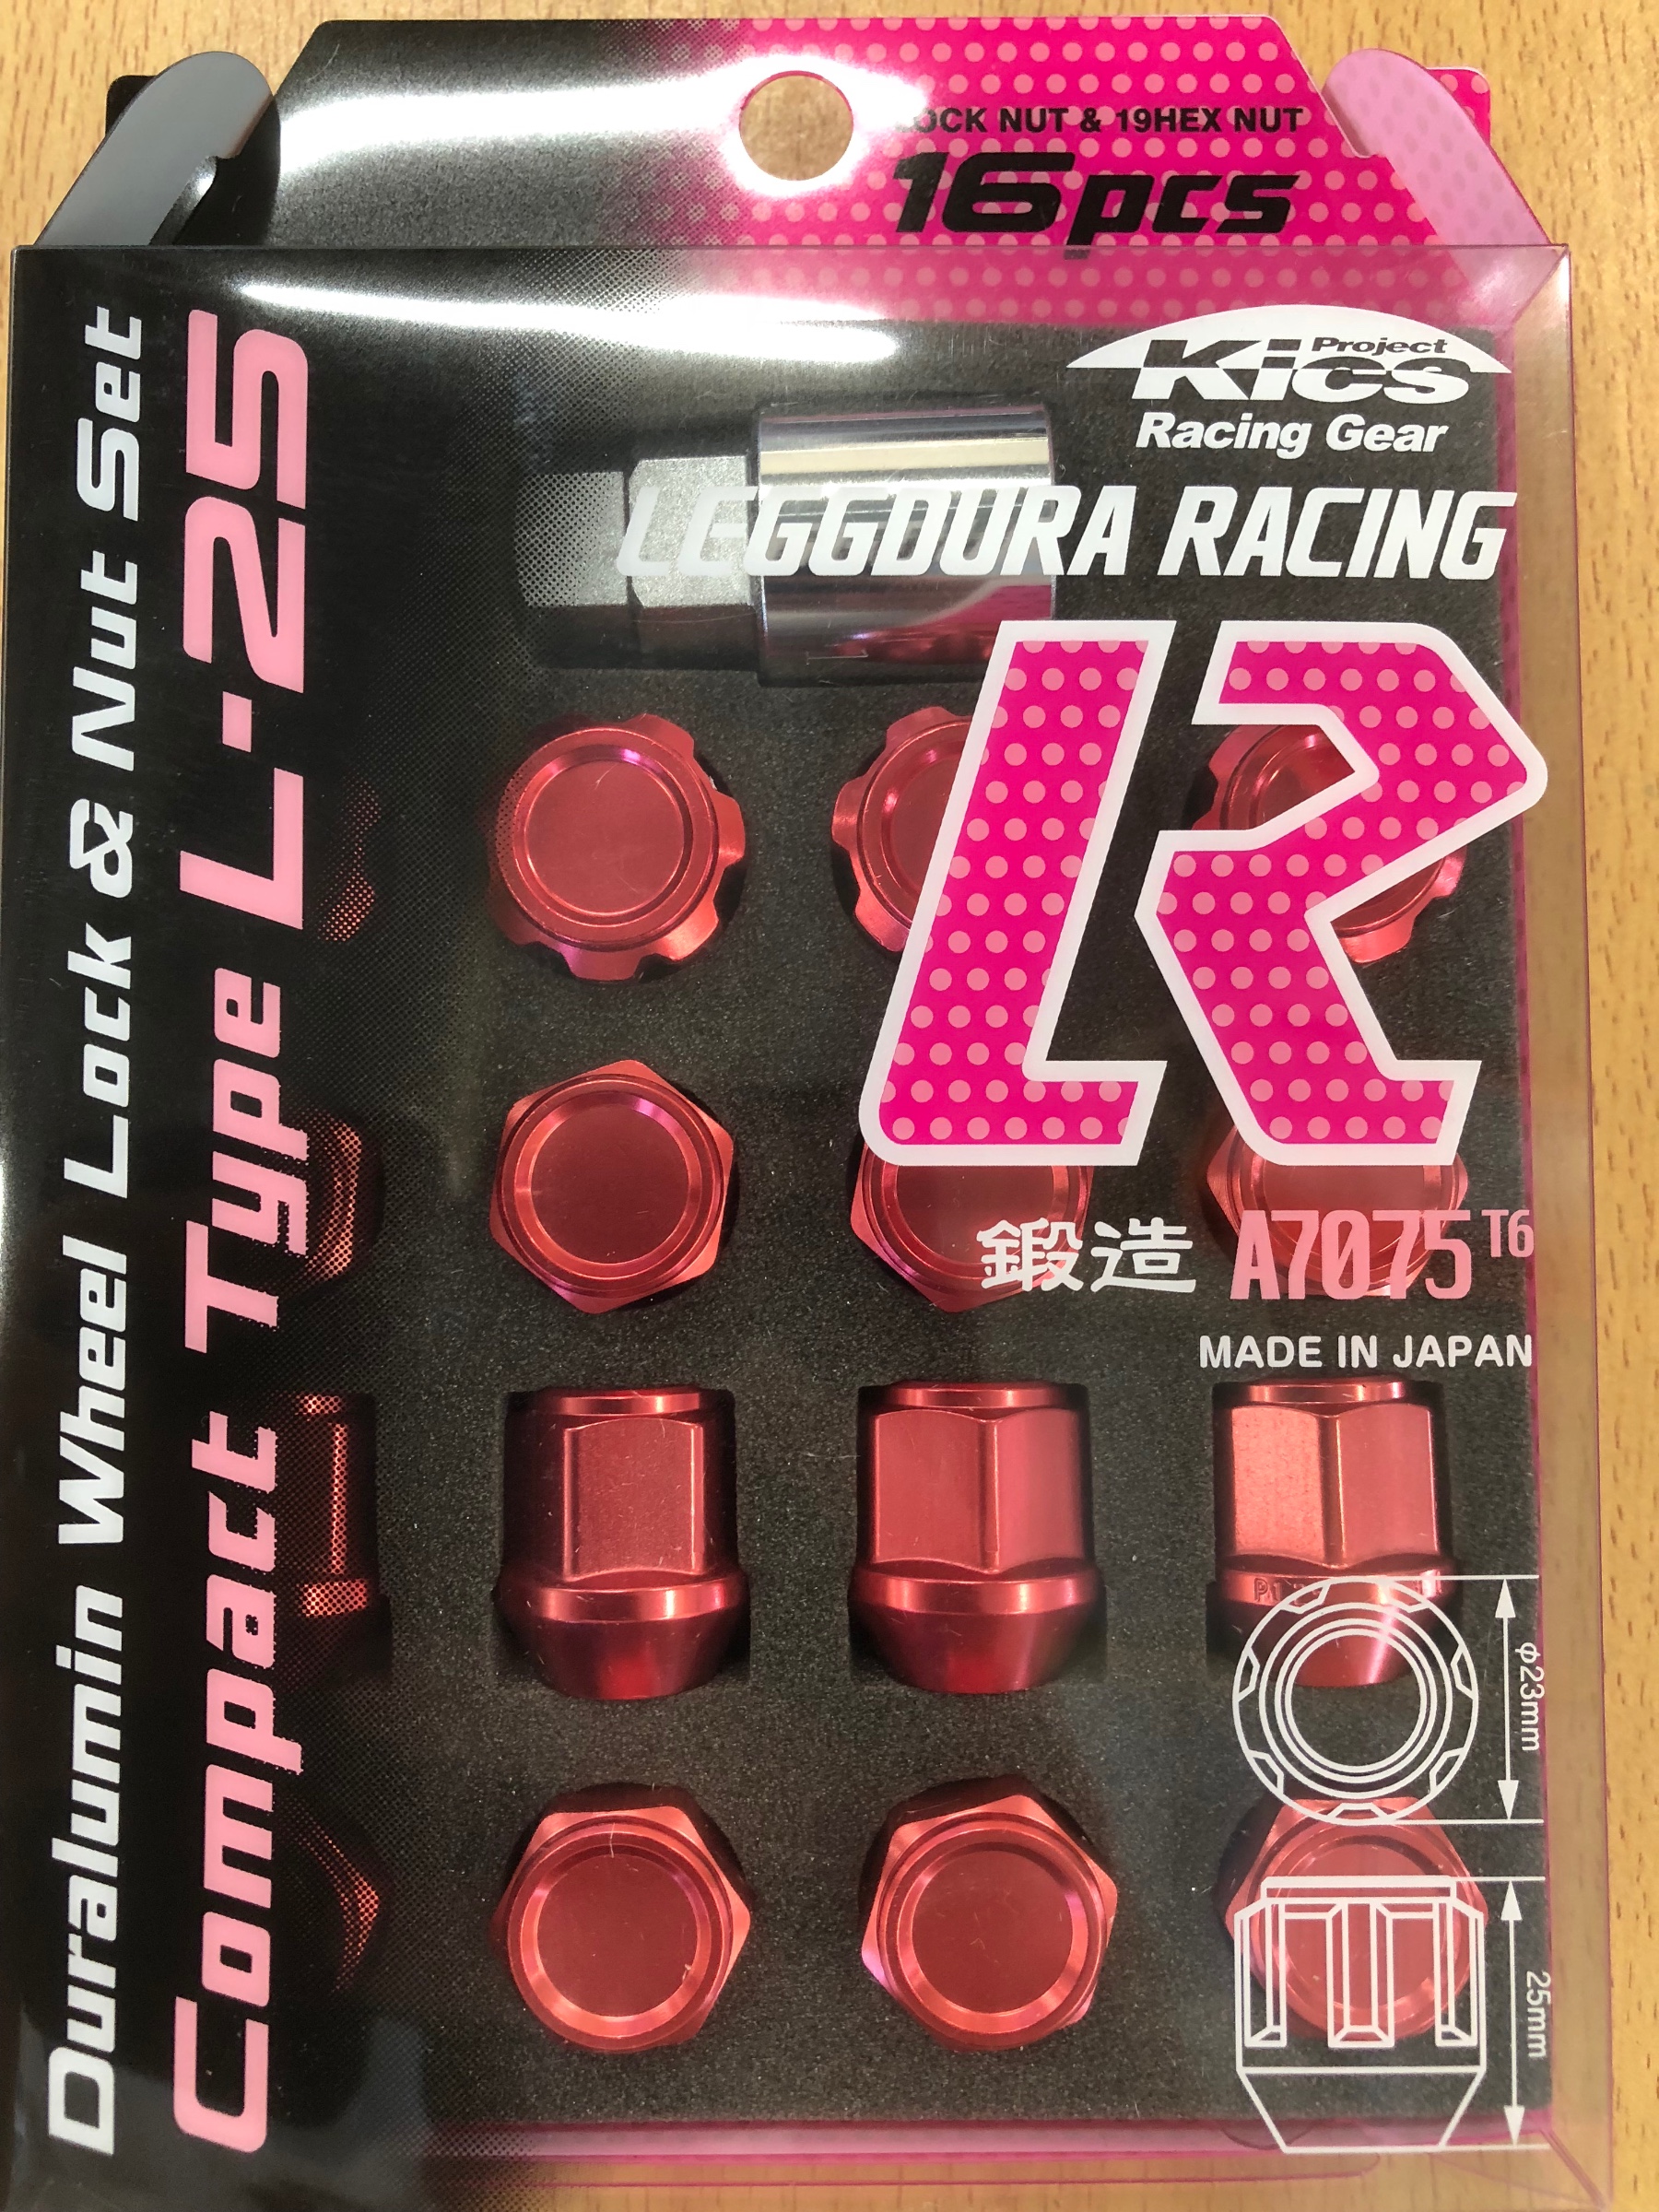 LOCK NUT & 19HEX NUT
16pcs
Project
Kics
Racing Gear
LEGGDURA RACING
LR
鍛造 A7075 T6
MADE IN JAPAN
Duralumin Wheel Lock & Nut Set
Compact Type L-25
φ23mm
25mm